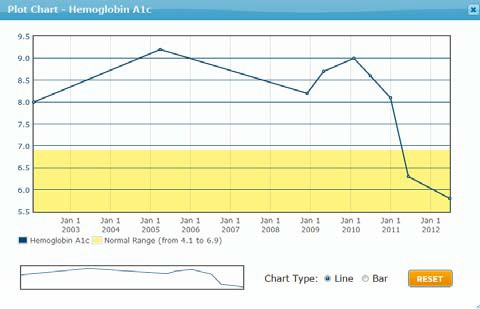 Plot Chart - Hemoglobin A1c
9.5
9.0
8.5
8.0
7.5
7.0
6.5
6.0
5.5
Jan 1 Jan 1 Jan 1 Jan 1 Jan 1 Jan 1 Jan 1 Jan 1 Jan 1 Jan 1
2003 2004 2005 2006 2007 2008 2009 2010 2011 2012
Hemoglobin A1c Normal Range (from 4.1 to 6.9)
Chart Type: Line Bar RESET